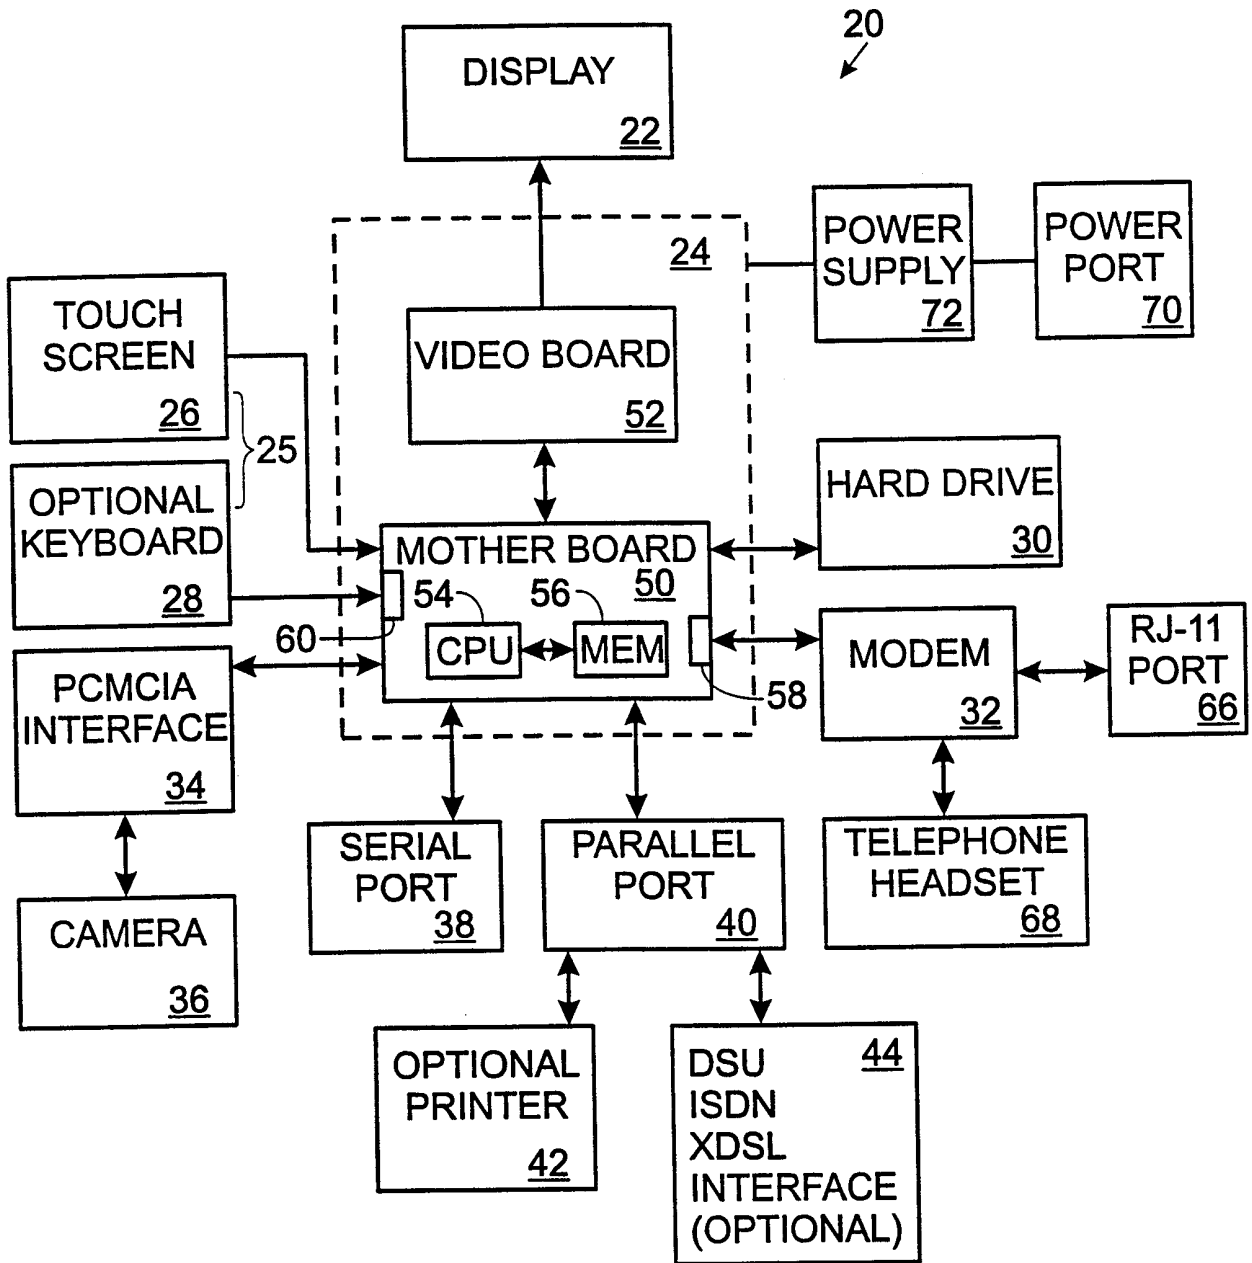 20
DISPLAY
22
24
POWER
SUPPLY
72
POWER
PORT
70
TOUCH
SCREEN
26
25
VIDEO BOARD
52
OPTIONAL
KEYBOARD
28
HARD DRIVE
30
MOTHER BOARD
50
54
56
60
CPU
MEM
58
MODEM
32
RJ-11
PORT
66
PCMCIA
INTERFACE
34
SERIAL
PORT
38
PARALLEL
PORT
40
TELEPHONE
HEADSET
68
CAMERA
36
OPTIONAL
PRINTER
42
44
DSU
ISDN
XDSL
INTERFACE
(OPTIONAL)